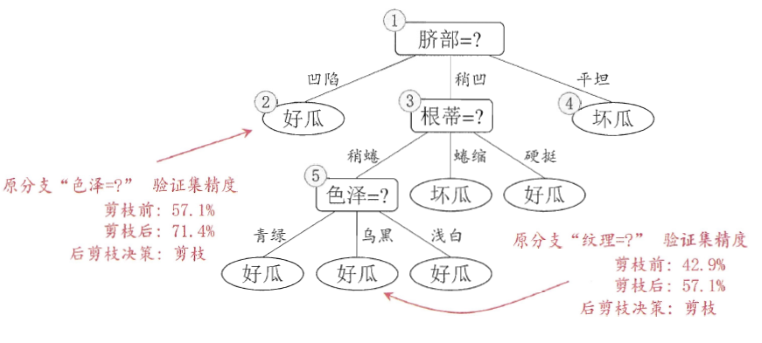 ① 脐部=?
凹陷 稍凹 平坦
② 好瓜 ③ 根蒂=? ④ 坏瓜
稍蜷 蜷缩 硬挺
⑤ 色泽=? 坏瓜 好瓜
青绿 乌黑 浅白
好瓜 好瓜 好瓜
原分支“色泽=?” 验证集精度
剪枝前: 57.1%
剪枝后: 71.4%
后剪枝决策: 剪枝
原分支“纹理=?” 验证集精度
剪枝前: 42.9%
剪枝后: 57.1%
后剪枝决策: 剪枝